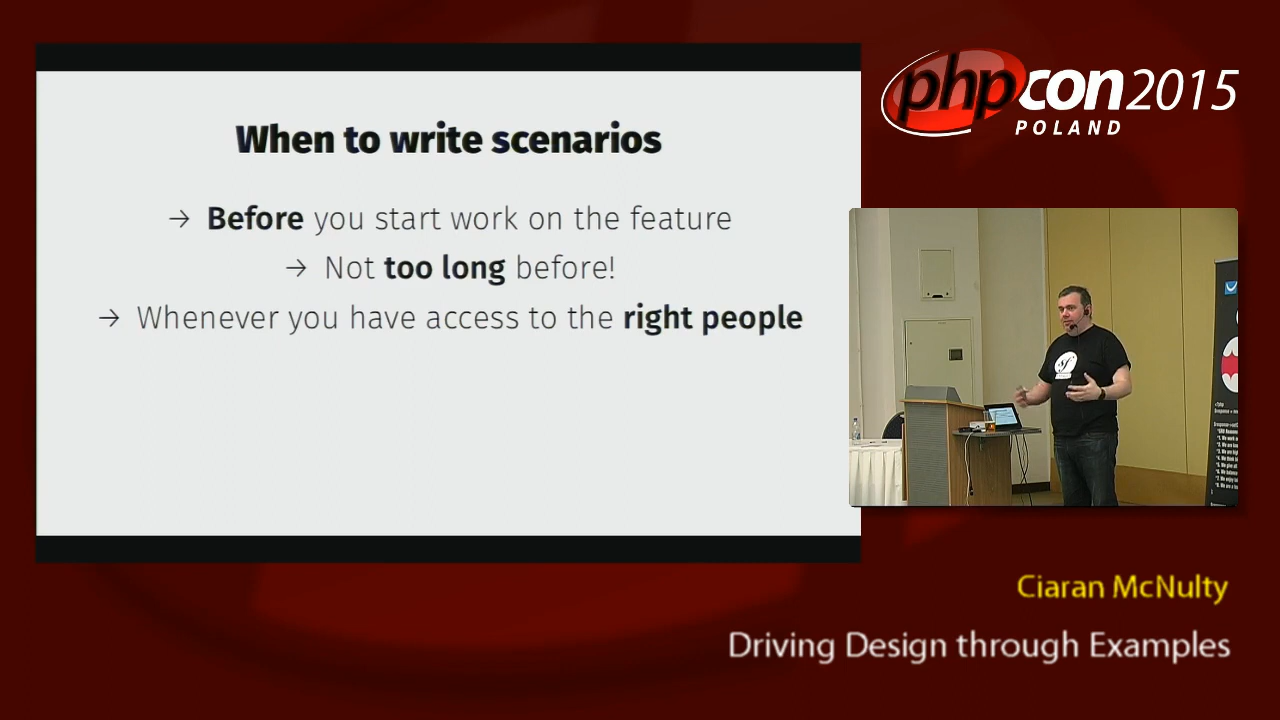 When to write scenarios
→ Before you start work on the feature
→ Not too long before!
→ Whenever you have access to the right people
phpcon2015
POLAND
sf
Ciaran McNulty
Driving Design through Examples